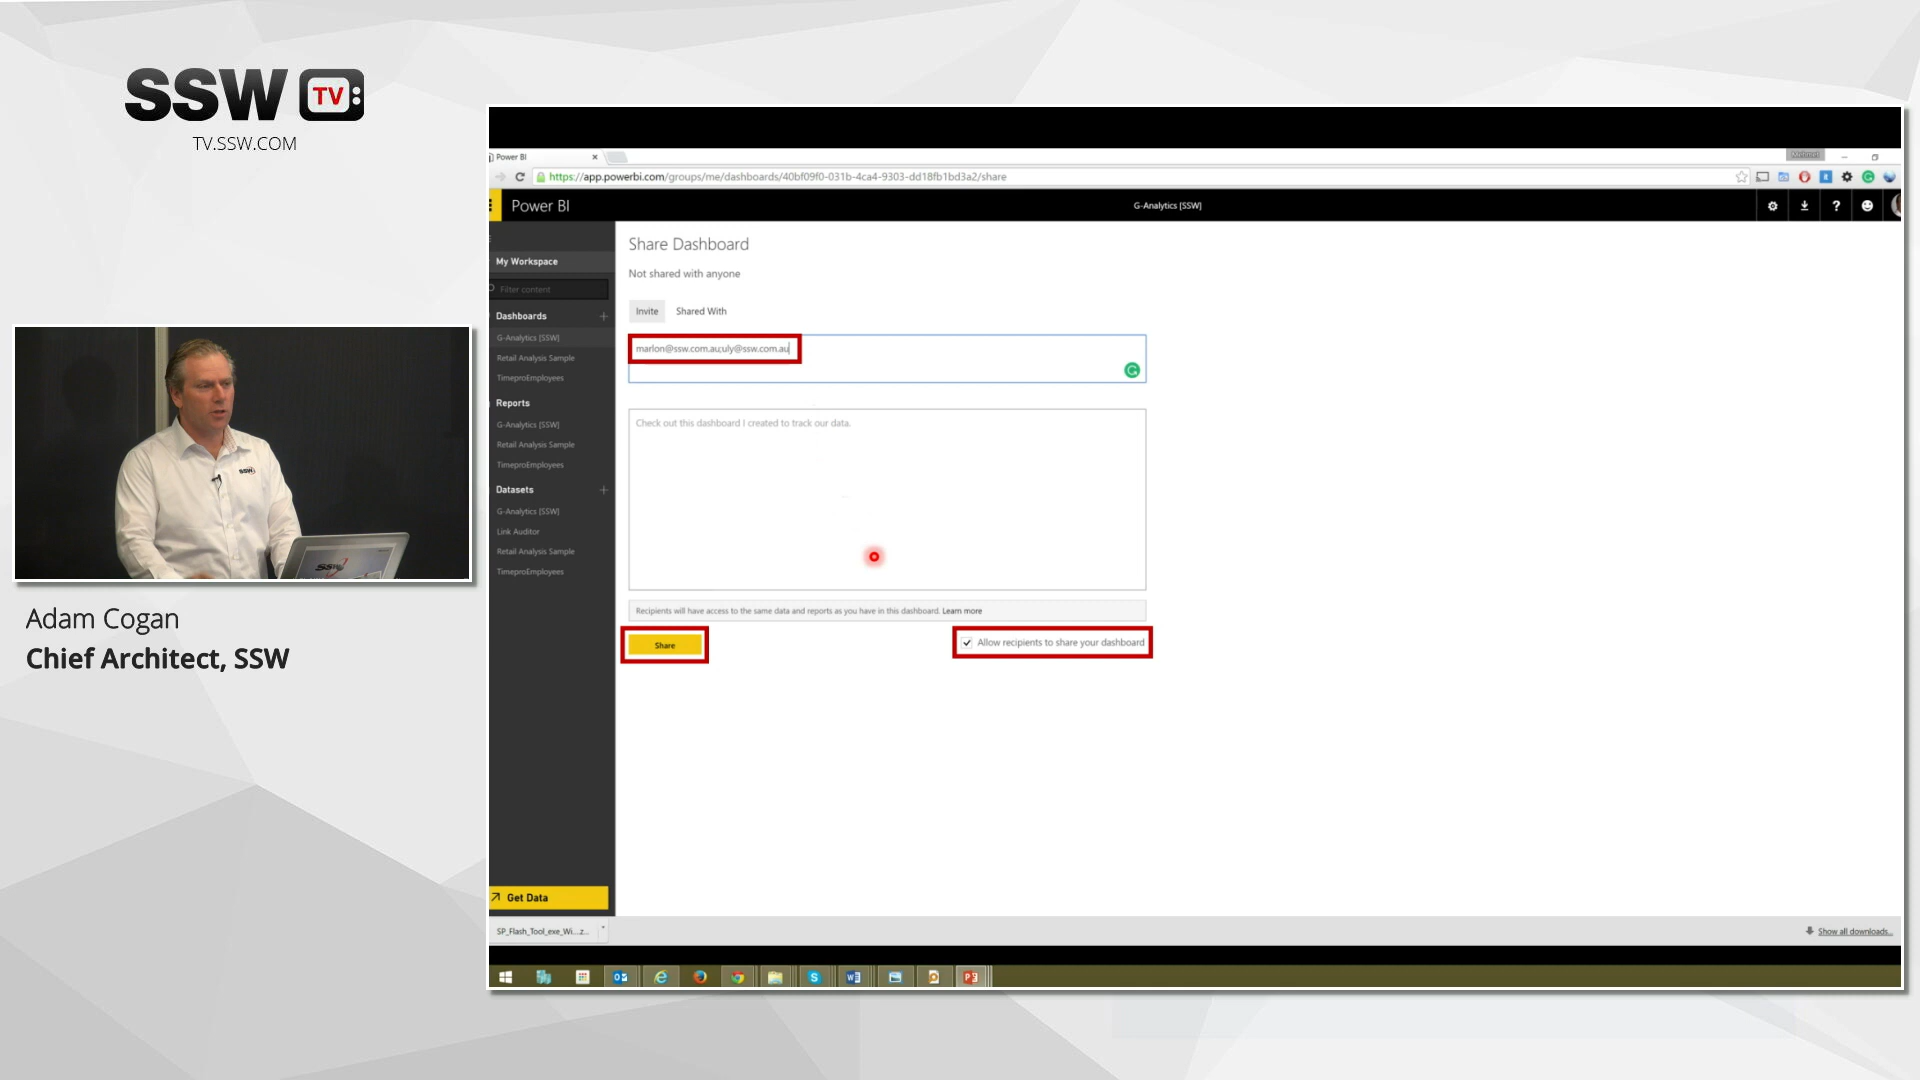 SSW TV:
TV.SSW.COM
Adam Cogan
Chief Architect, SSW
Power BI
https://app.powerbi.com/groups/me/dashboards/40bf09f0-031b-4ca4-9303-dd18fb1bd3a2/share
Power BI
G-Analytics [SSW]
My Workspace
Filter content
Dashboards
G-Analytics [SSW]
Retail Analysis Sample
TimeproEmployees
Reports
G-Analytics [SSW]
Retail Analysis Sample
TimeproEmployees
Datasets
G-Analytics [SSW]
Link Auditor
Retail Analysis Sample
TimeproEmployees
Get Data
Share Dashboard
Not shared with anyone
Invite Shared With
marlon@ssw.com.au;uly@ssw.com.au
Check out this dashboard I created to track our data.
Recipients will have access to the same data and reports as you have in this dashboard. Learn more
Share
Allow recipients to share your dashboard
SP_Flash_Tool_exe_Wi...z...
Show all downloads...
SSW
SSW